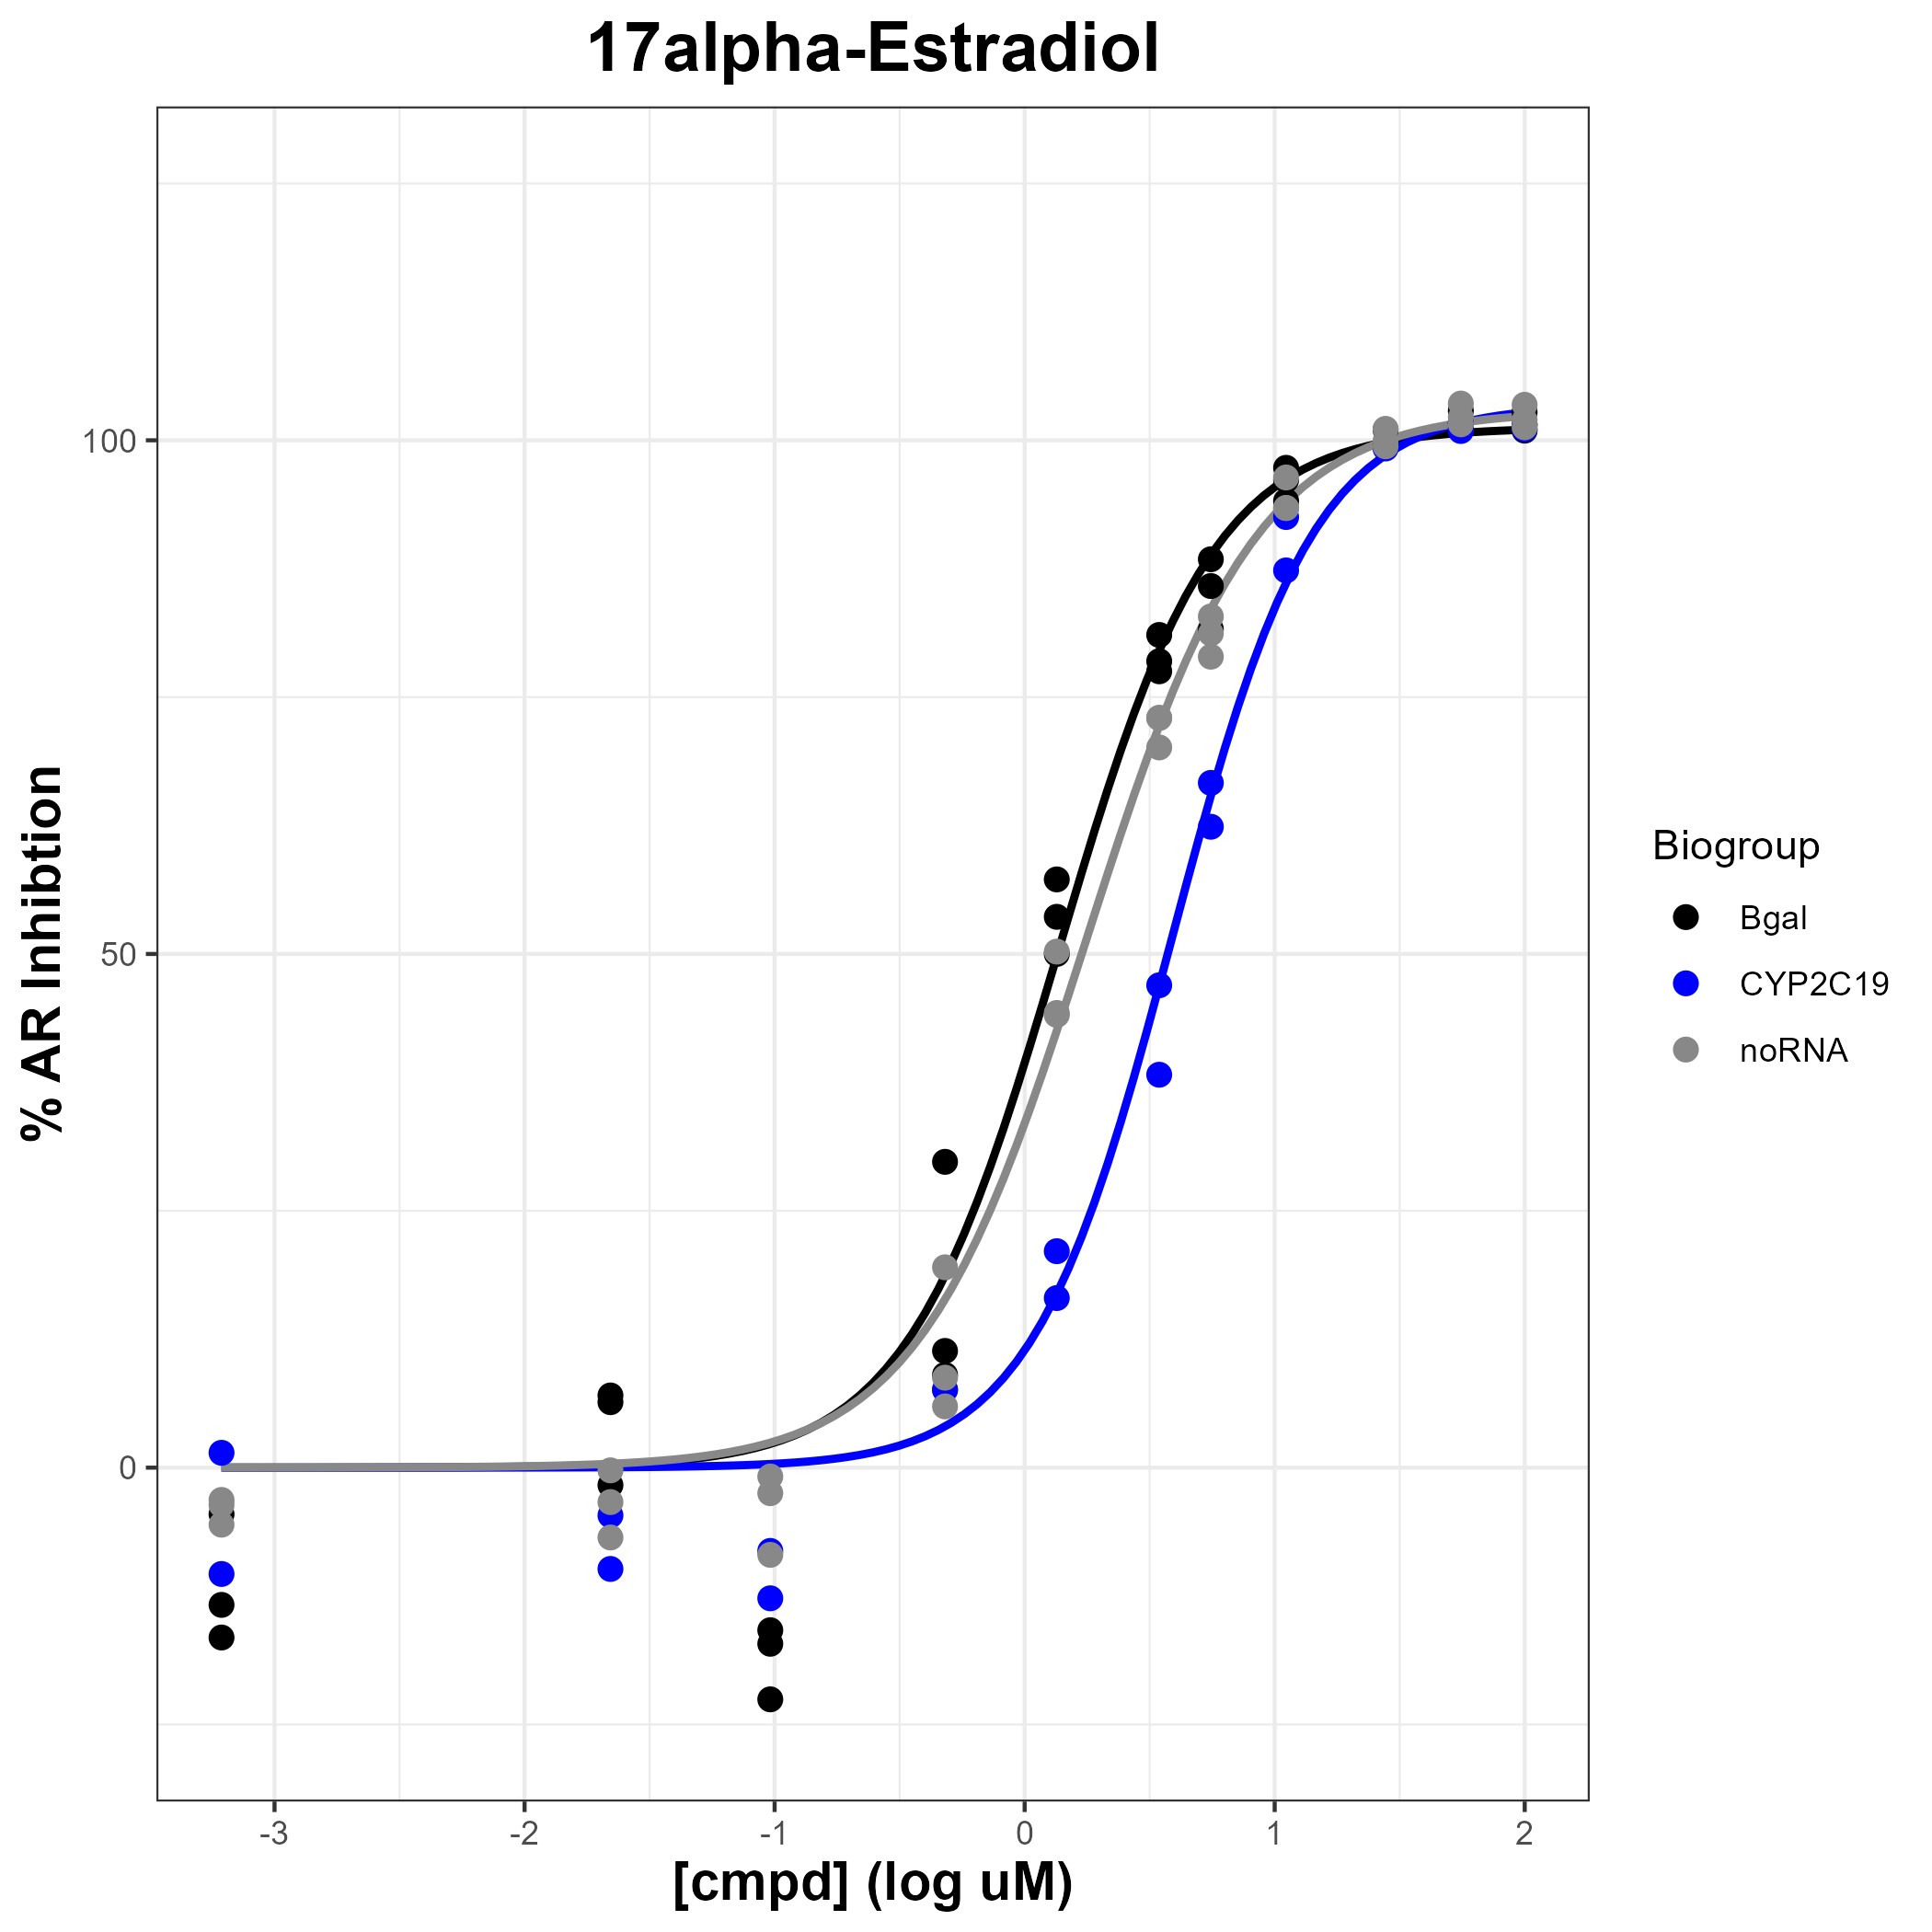 17alpha-Estradiol
% AR Inhibtion
100
50
0
-3
-2
-1
0
1
2
[cmpd] (log uM)
Biogroup
Bgal
CYP2C19
noRNA